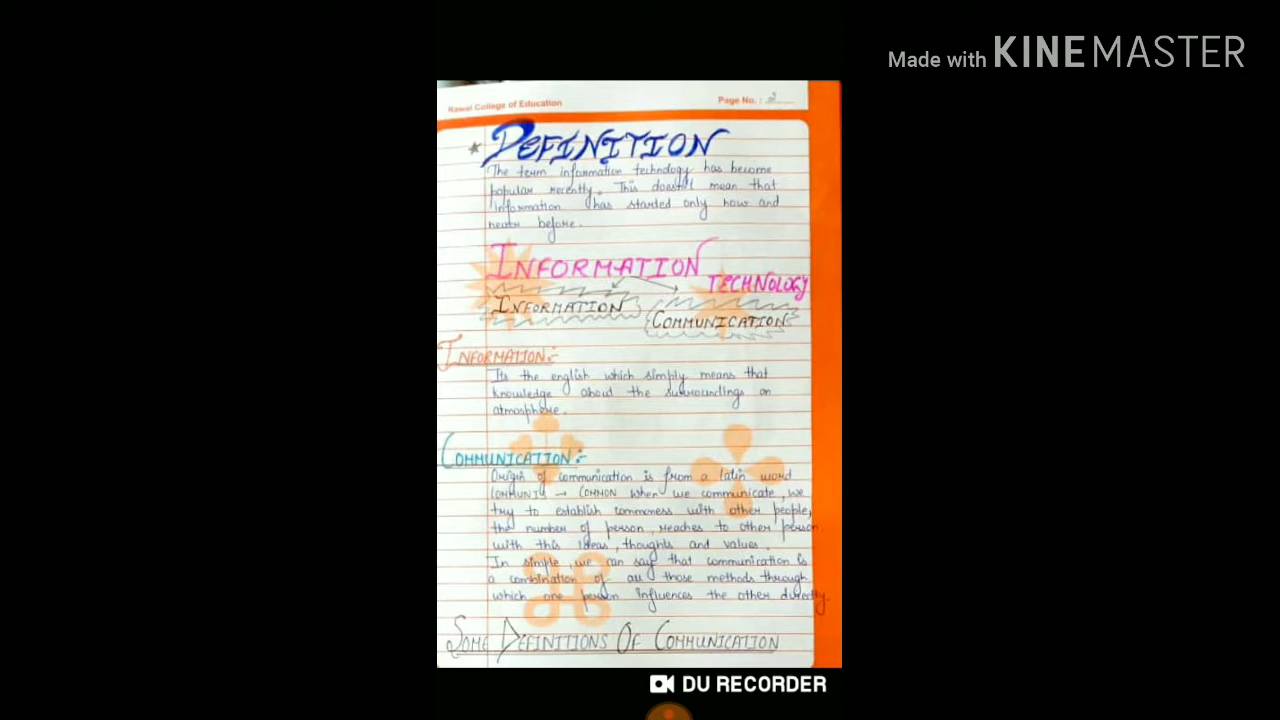 Made with KINEMASTER
Rawal College of Education Page No.: 2
DEFINITION
The term information technology has become
popular recently. This doesn't mean that
information has started only now and
never before.
INFORMATION
TECHNOLOGY
INFORMATION
COMMUNICATION
INFORMATION:-
Its the english which simply means that
knowledge about the surroundings or
atmosphere.
COMMUNICATION:-
Origin of communication is from a latin word
COMMUNIS → COMMON when we communicate, we
try to establish commoness with other people,
the number of person, reaches to other person
with this ideas, thoughts and values.
In simple, we can say that communication is
a combination of all those methods through
which one person influences the other directly.
SOME DEFINITIONS OF COMMUNICATION
DU RECORDER